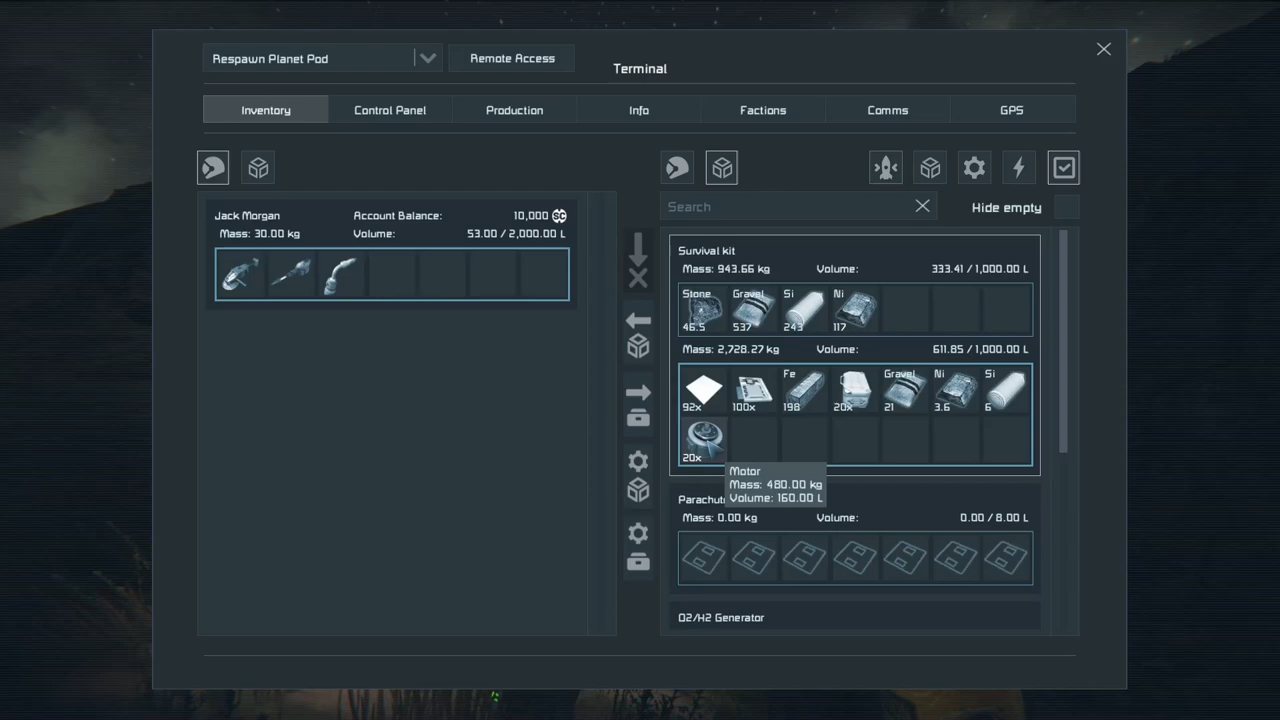 Respawn Planet Pod
Remote Access
Terminal
Inventory
Control Panel
Production
Info
Factions
Comms
GPS
Jack Morgan Account Balance: 10,000 SC
Mass: 30.00 kg Volume: 53.00 / 2,000.00 L
Search
Hide empty
Survival kit
Mass: 943.66 kg Volume: 333.41 / 1,000.00 L
Stone Gravel Si Ni
46.5 537 243 117
Mass: 2,728.27 kg Volume: 611.85 / 1,000.00 L
Fe Gravel Ni Si
92x 100x 198 20x 21 3.6 6
20x
Motor
Mass: 480.00 kg
Volume: 160.00 L
Parachute
Mass: 0.00 kg Volume: 0.00 / 8.00 L
O2/H2 Generator